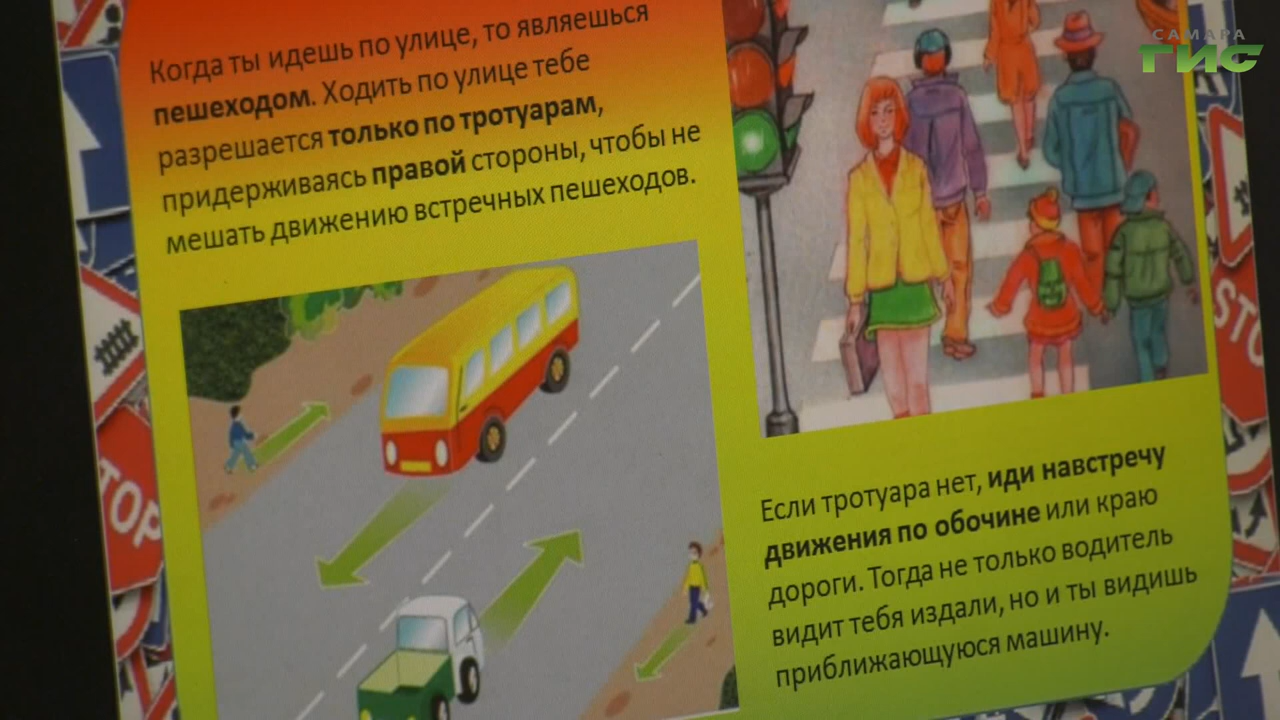 Когда ты идешь по улице, то являешься
пешеходом. Ходить по улице тебе
разрешается только по тротуарам,
придерживаясь правой стороны, чтобы не
мешать движению встречных пешеходов.
Если тротуара нет, иди навстречу
движения по обочине или краю
дороги. Тогда не только водитель
видит тебя издали, но и ты видишь
приближающуюся машину.
САМАРА
ГИС
STO
TOP